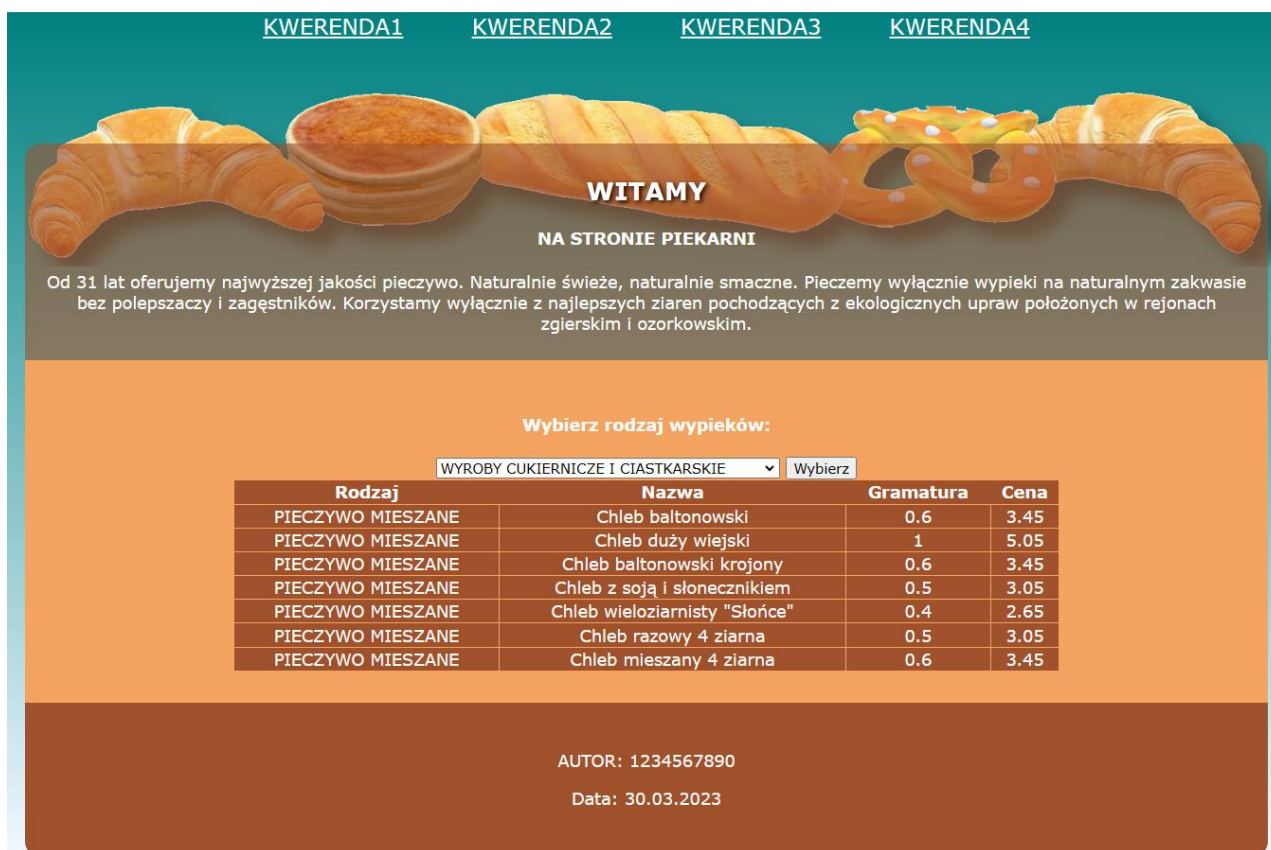 KWERENDA1 KWERENDA2 KWERENDA3 KWERENDA4
WITAMY
NA STRONIE PIEKARNI
Od 31 lat oferujemy najwyższej jakości pieczywo. Naturalnie świeże, naturalnie smaczne. Pieczemy wyłącznie wypieki na naturalnym zakwasie
bez polepszaczy i zagęstników. Korzystamy wyłącznie z najlepszych ziaren pochodzących z ekologicznych upraw położonych w rejonach
zgierskim i ozorkowskim.
Wybierz rodzaj wypieków:
WYROBY CUKIERNICZE I CIASTKARSKIE Wybierz
Rodzaj Nazwa Gramatura Cena
PIECZYWO MIESZANE Chleb baltonowski 0.6 3.45
PIECZYWO MIESZANE Chleb duży wiejski 1 5.05
PIECZYWO MIESZANE Chleb baltonowski krojony 0.6 3.45
PIECZYWO MIESZANE Chleb z soją i słonecznikiem 0.5 3.05
PIECZYWO MIESZANE Chleb wieloziarnisty "Słońce" 0.4 2.65
PIECZYWO MIESZANE Chleb razowy 4 ziarna 0.5 3.05
PIECZYWO MIESZANE Chleb mieszany 4 ziarna 0.6 3.45
AUTOR: 1234567890
Data: 30.03.2023